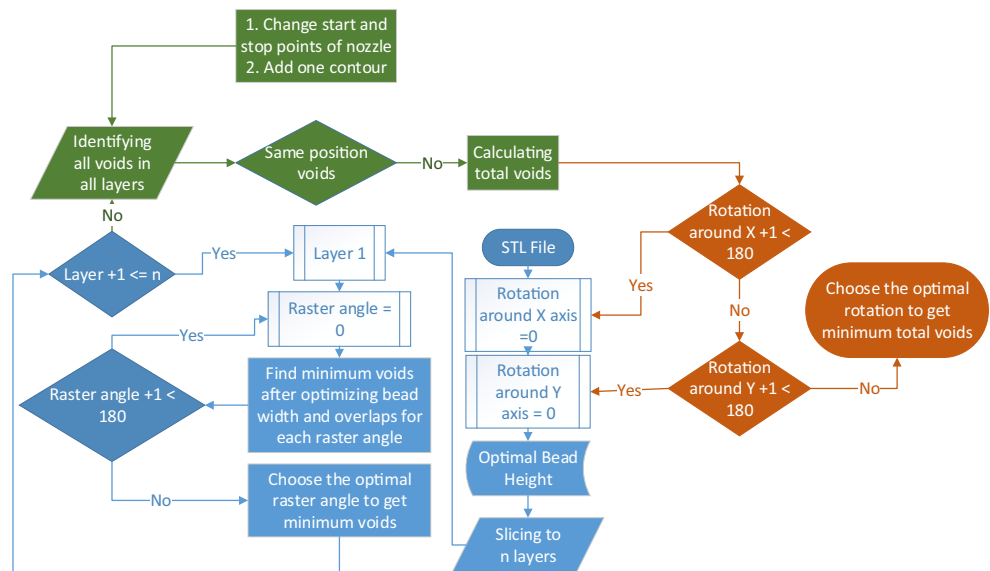 1. Change start and
stop points of nozzle
2. Add one contour
Identifying
all voids in
all layers
Same position
voids
No
Calculating
total voids
No
Layer +1 <= n
Yes
Layer 1
STL File
Rotation
around X +1 <
180
Yes
No
Choose the optimal
rotation to get
minimum total voids
Raster angle =
0
Rotation
around X axis
=0
Yes
Raster angle +1 <
180
Find minimum voids
after optimizing bead
width and overlaps for
each raster angle
Rotation
around Y
axis = 0
Yes
Rotation
around Y +1 <
180
No
Optimal Bead
Height
No
Choose the optimal
raster angle to get
minimum voids
Slicing to
n layers